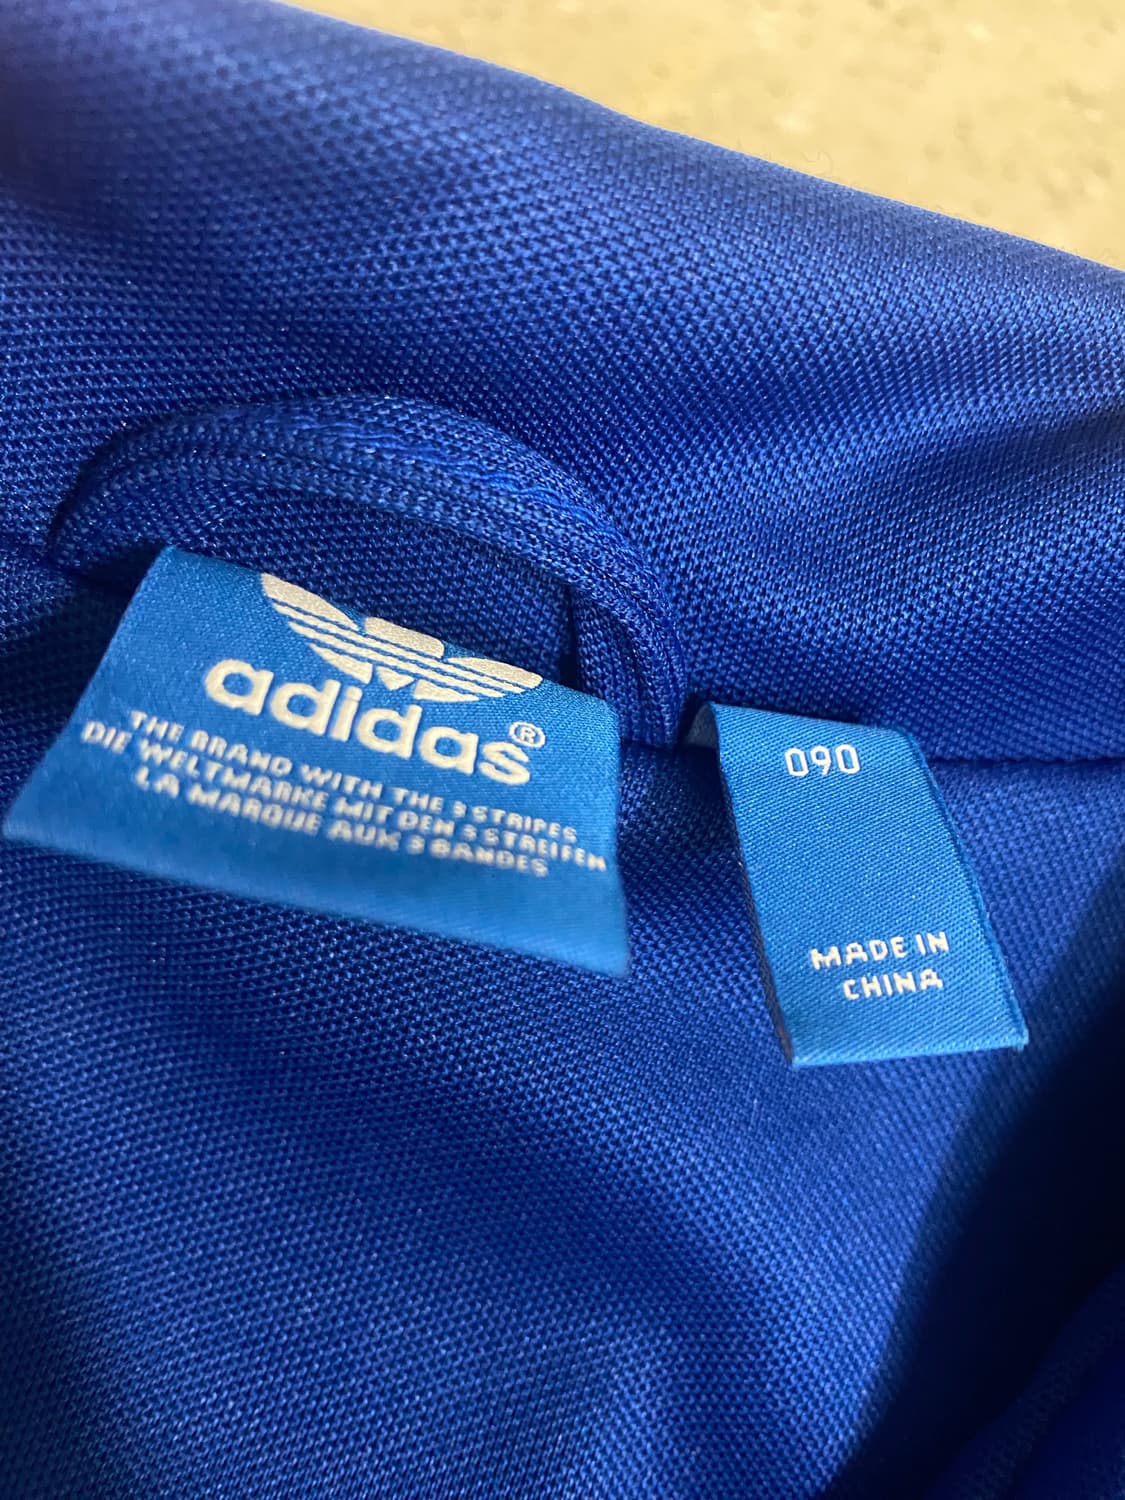 adidas®
THE BRAND WITH THE 3 STRIPES
DIE WELTMARKE MIT DEN 3 STREIFEN
LA MARQUE AUX 3 BANDES
090
MADE IN
CHINA